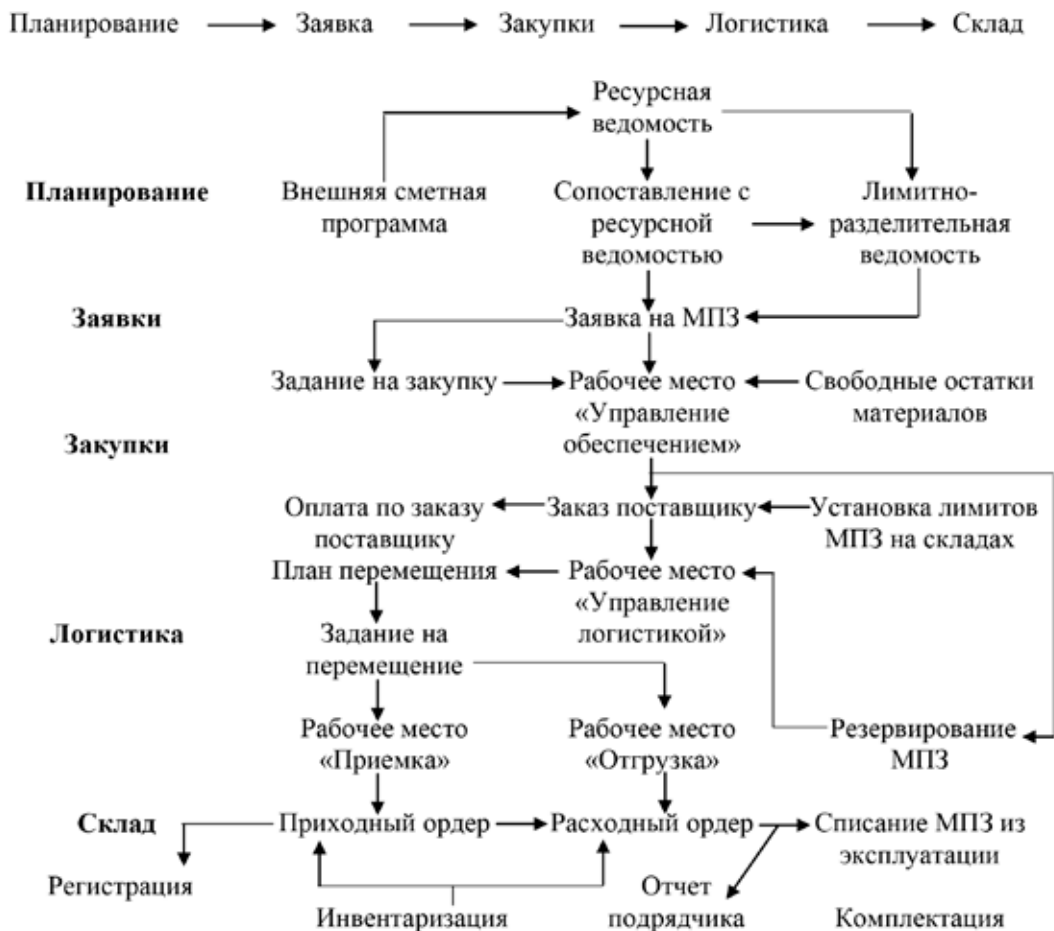 Планирование Заявка Закупки Логистика Склад
Ресурсная
ведомость
Планирование
Внешняя сметная
программа
Сопоставление с
ресурсной
ведомостью
Лимитно-
разделительная
ведомость
Заявки
Заявка на МПЗ
Задание на закупку
Рабочее место
«Управление
обеспечением»
Свободные остатки
материалов
Закупки
Оплата по заказу
поставщику
Заказ поставщику
Установка лимитов
МПЗ на складах
План перемещения
Рабочее место
«Управление
логистикой»
Логистика
Задание на
перемещение
Рабочее место
«Приемка»
Рабочее место
«Отгрузка»
Резервирование
МПЗ
Склад
Приходный ордер
Расходный ордер
Списание МПЗ из
эксплуатации
Регистрация
Инвентаризация
Отчет
подрядчика
Комплектация